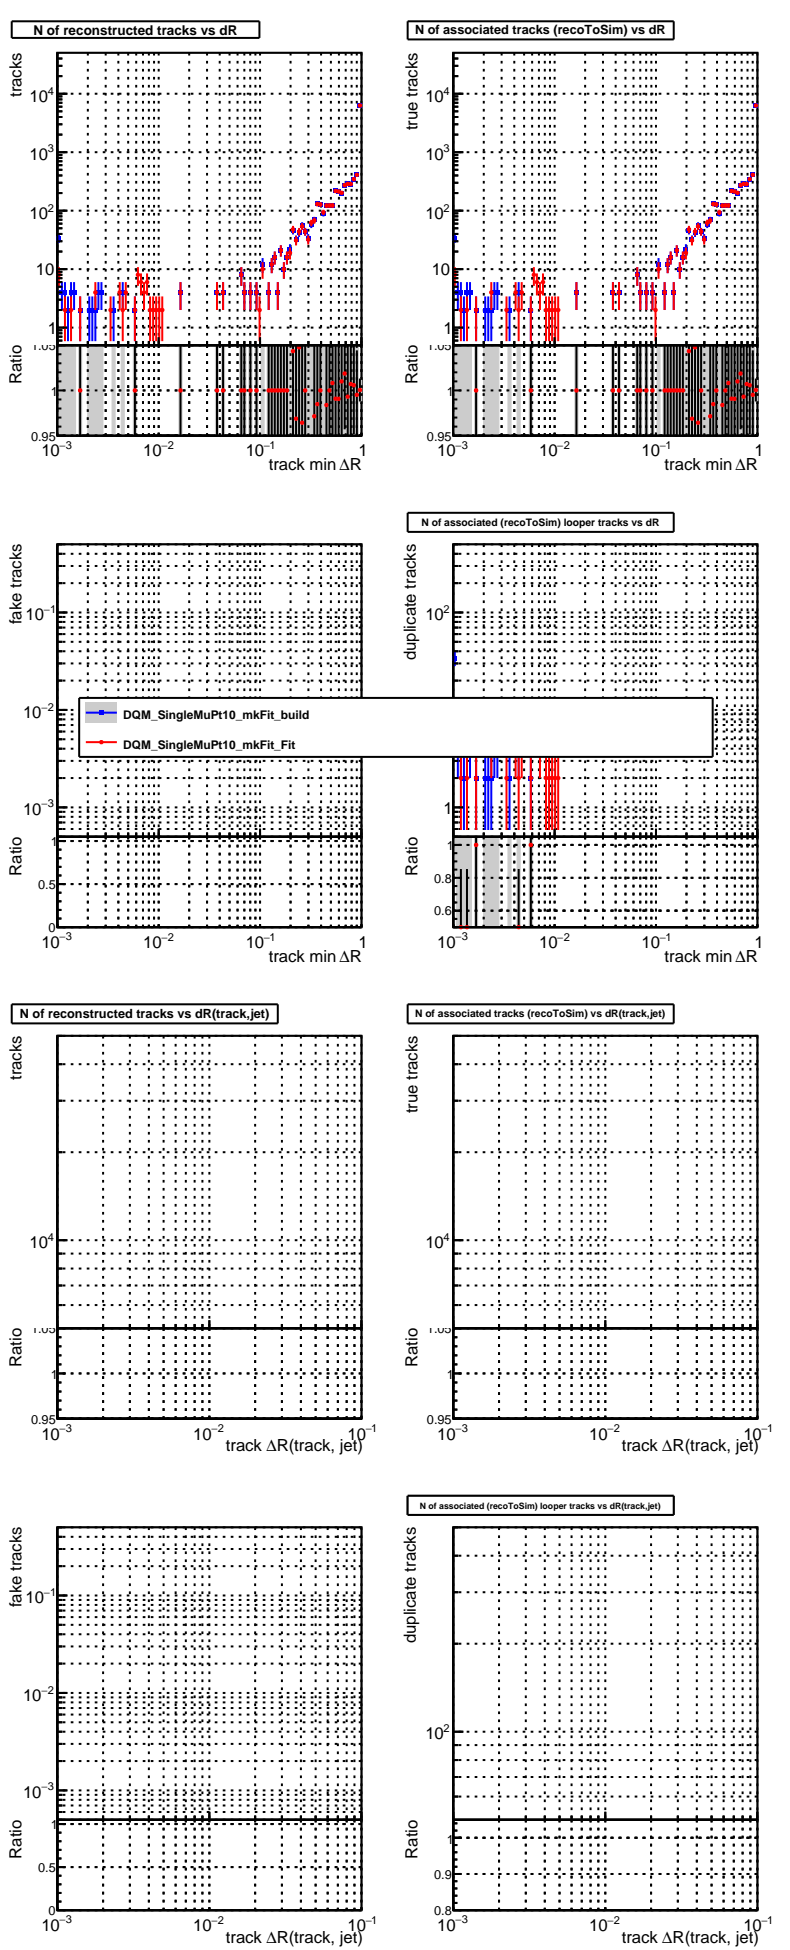 N of reconstructed tracks vs dR
tracks
10⁴
10³
10²
10
1
1.05
Ratio
1
0.95
10⁻³
10⁻²
10⁻¹
1
track min ΔR
N of associated tracks (recoToSim) vs dR
true tracks
10⁴
10³
10²
10
1
1.05
Ratio
1
0.95
10⁻³
10⁻²
10⁻¹
1
track min ΔR
fake tracks
10⁻¹
10⁻²
10⁻³
Ratio
1
0.5
0
10⁻³
10⁻²
10⁻¹
1
track min ΔR
N of associated (recoToSim) looper tracks vs dR
duplicate tracks
10²
1
Ratio
1
0.8
0.6
10⁻³
10⁻²
10⁻¹
1
track min ΔR
DQM_SingleMuPt10_mkFit_build
DQM_SingleMuPt10_mkFit_Fit
N of reconstructed tracks vs dR(track,jet)
tracks
10⁴
1.05
Ratio
1
0.95
10⁻³
10⁻²
10⁻¹
track ΔR(track, jet)
N of associated tracks (recoToSim) vs dR(track,jet)
true tracks
10⁴
1.05
Ratio
1
0.95
10⁻³
10⁻²
10⁻¹
track ΔR(track, jet)
fake tracks
10⁻¹
10⁻²
10⁻³
Ratio
1
0.5
0
10⁻³
10⁻²
10⁻¹
track ΔR(track, jet)
N of associated (recoToSim) looper tracks vs dR(track,jet)
duplicate tracks
10²
Ratio
1
0.9
0.8
10⁻³
10⁻²
10⁻¹
track ΔR(track, jet)